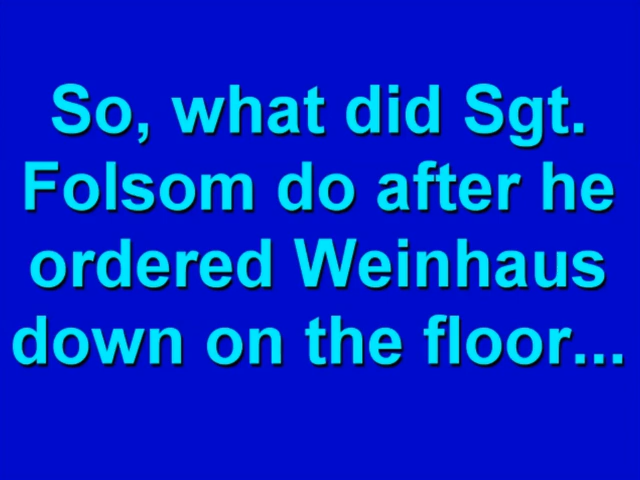 So, what did Sgt.
Folsom do after he
ordered Weinhaus
down on the floor...